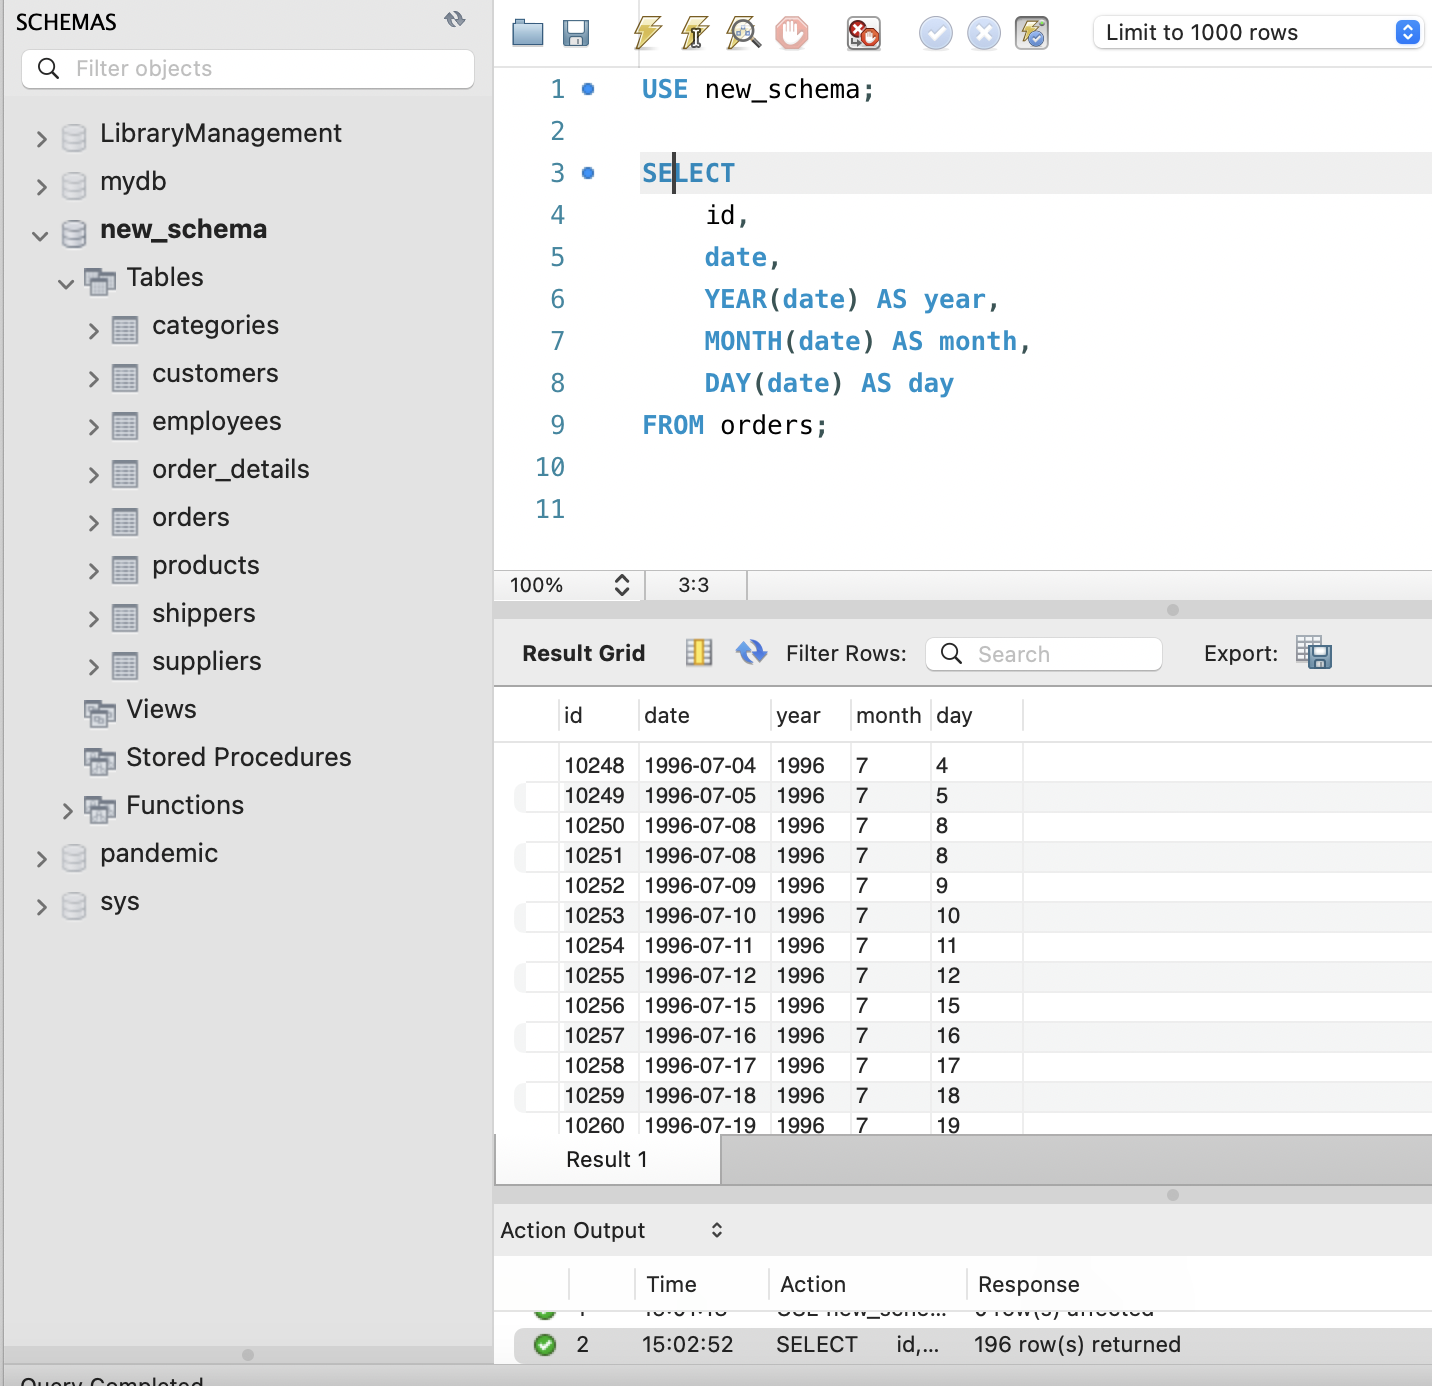 SCHEMAS
Filter objects
LibraryManagement
mydb
new_schema
Tables
categories
customers
employees
order_details
orders
products
shippers
suppliers
Views
Stored Procedures
Functions
pandemic
sys
Limit to 1000 rows
1 USE new_schema;
2
3 SELECT
4 id,
5 date,
6 YEAR(date) AS year,
7 MONTH(date) AS month,
8 DAY(date) AS day
9 FROM orders;
10
11
100% 3:3
Result Grid Filter Rows: Search Export:
id date year month day
10248 1996-07-04 1996 7 4
10249 1996-07-05 1996 7 5
10250 1996-07-08 1996 7 8
10251 1996-07-08 1996 7 8
10252 1996-07-09 1996 7 9
10253 1996-07-10 1996 7 10
10254 1996-07-11 1996 7 11
10255 1996-07-12 1996 7 12
10256 1996-07-15 1996 7 15
10257 1996-07-16 1996 7 16
10258 1996-07-17 1996 7 17
10259 1996-07-18 1996 7 18
10260 1996-07-19 1996 7 19
Result 1
Action Output
Time Action Response
new_sche... row(s) affected
2 15:02:52 SELECT id,... 196 row(s) returned
Query Completed